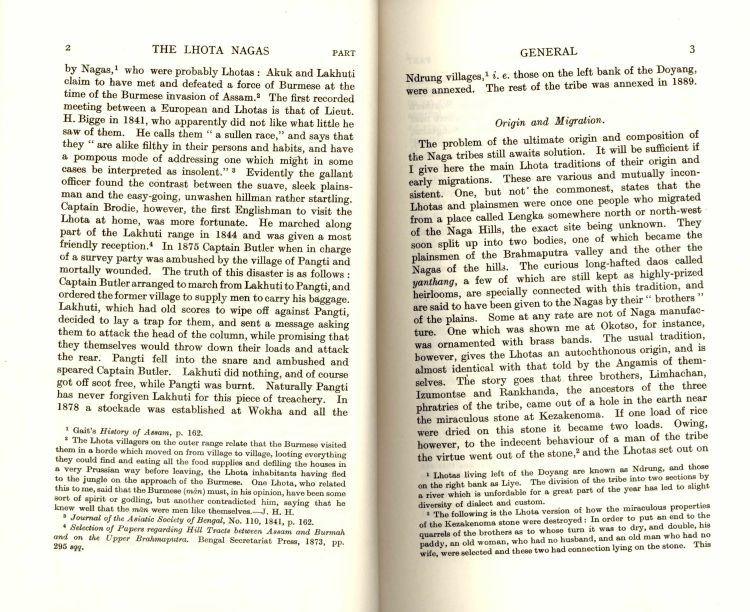 2 THE LHOTA NAGAS PART
by Nagas,¹ who were probably Lhotas : Akuk and Lakhuti
claim to have met and defeated a force of Burmese at the
time of the Burmese invasion of Assam.² The first recorded
meeting between a European and Lhotas is that of Lieut.
H. Bigge in 1841, who apparently did not like what little he
saw of them. He calls them “ a sullen race,” and says that
they “ are alike filthy in their persons and habits, and have
a pompous mode of addressing one which might in some
cases be interpreted as insolent.” ³ Evidently the gallant
officer found the contrast between the suave, sleek plains-
man and the easy-going, unwashen hillman rather startling.
Captain Brodie, however, the first Englishman to visit the
Lhota at home, was more fortunate. He marched along
part of the Lakhuti range in 1844 and was given a most
friendly reception.⁴ In 1875 Captain Butler when in charge
of a survey party was ambushed by the village of Pangti and
mortally wounded. The truth of this disaster is as follows :
Captain Butler arranged to march from Lakhuti to Pangti, and
ordered the former village to supply men to carry his baggage.
Lakhuti, which had old scores to wipe off against Pangti,
decided to lay a trap for them, and sent a message asking
them to attack the head of the column, while promising that
they themselves would throw down their loads and attack
the rear. Pangti fell into the snare and ambushed and
speared Captain Butler. Lakhuti did nothing, and of course
got off scot free, while Pangti was burnt. Naturally Pangti
has never forgiven Lakhuti for this piece of treachery. In
1878 a stockade was established at Wokha and all the
¹ Gait's History of Assam, p. 162.
² The Lhota villagers on the outer range relate that the Burmese visited
them in a horde which moved on from village to village, looting everything
they could find and eating all the food supplies and defiling the houses in
a very Prussian way before leaving, the Lhota inhabitants having fled
to the jungle on the approach of the Burmese. One Lhota, who related
this to me, said that the Burmese (mān) must, in his opinion, have been some
sort of spirit or godling, but another contradicted him, saying that he
knew well that the mān were men like themselves.—J. H. H.
³ Journal of the Asiatic Society of Bengal, No. 110, 1841, p. 162.
⁴ Selection of Papers regarding Hill Tracts between Assam and Burmah
and on the Upper Brahmaputra. Bengal Secretariat Press, 1873, pp.
295 sqq.
GENERAL 3
Ndrung villages,¹ i. e. those on the left bank of the Doyang,
were annexed. The rest of the tribe was annexed in 1889.
Origin and Migration.
The problem of the ultimate origin and composition of
the Naga tribes still awaits solution. It will be sufficient if
I give here the main Lhota traditions of their origin and
early migrations. These are various and mutually incon-
sistent. One, but not the commonest, states that the
Lhotas and plainsmen were once one people who migrated
from a place called Lengka somewhere north or north-west
of the Naga Hills, the exact site being unknown. They
soon split up into two bodies, one of which became the
plainsmen of the Brahmaputra valley and the other the
Nagas of the hills. The curious long-hafted daos called
yanthang, a few of which are still kept as highly-prized
heirlooms, are specially connected with this tradition, and
are said to have been given to the Nagas by their “ brothers ”
of the plains. Some at any rate are not of Naga manufac-
ture. One which was shown me at Okotso, for instance,
was ornamented with brass bands. The usual tradition,
however, gives the Lhotas an autochthonous origin, and is
almost identical with that told by the Angamis of them-
selves. The story goes that three brothers, Limhachan,
Izumontse and Rankhanda, the ancestors of the three
phratries of the tribe, came out of a hole in the earth near
the miraculous stone at Kezakenoma. If one load of rice
were dried on this stone it became two loads. Owing,
however, to the indecent behaviour of a man of the tribe
the virtue went out of the stone,² and the Lhotas set out on
¹ Lhotas living left of the Doyang are known as Ndrung, and those
on the right bank as Liye. The division of the tribe into two sections by
a river which is unfordable for a great part of the year has led to slight
diversity of dialect and custom.
² The following is the Lhota version of how the miraculous properties
of the Kezakenoma stone were destroyed : In order to put an end to the
quarrels of the brothers as to whose turn it was to dry, and double, his
paddy, an old woman, who had no husband, and an old man who had no
wife, were selected and these two had connection lying on the stone. This